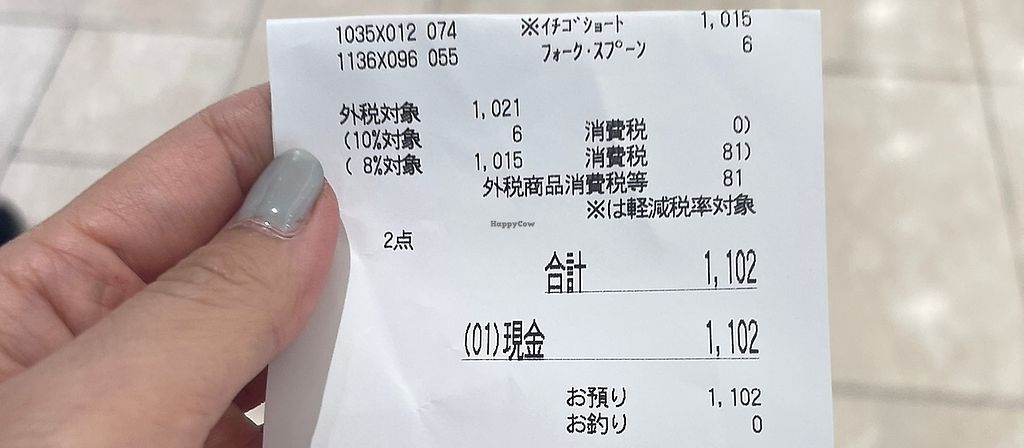 1035X012 074 ※イチゴショート 1,015
1136X096 055 フォーク・スプーン 6
外税対象 1,021
(10%対象 6 消費税 0)
( 8%対象 1,015 消費税 81)
外税商品消費税等 81
※は軽減税率対象
HappyCow
2点
合計 1,102
(01)現金 1,102
お預り 1,102
お釣り 0